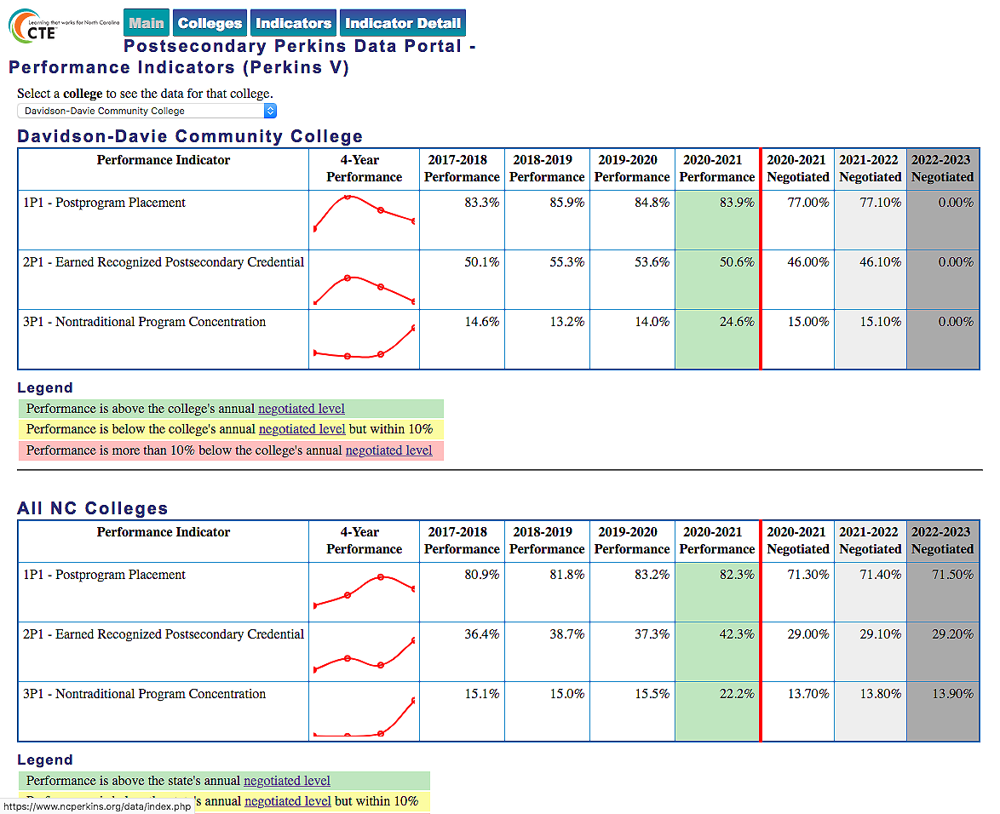 Learning that works for North Carolina
CTE
Main Colleges Indicators Indicator Detail
Postsecondary Perkins Data Portal -
Performance Indicators (Perkins V)
Select a college to see the data for that college.
Davidson-Davie Community College
Davidson-Davie Community College
Performance Indicator 4-Year Performance 2017-2018 Performance 2018-2019 Performance 2019-2020 Performance 2020-2021 Performance 2020-2021 Negotiated 2021-2022 Negotiated 2022-2023 Negotiated
1P1 - Postprogram Placement 83.3% 85.9% 84.8% 83.9% 77.00% 77.10% 0.00%
2P1 - Earned Recognized Postsecondary Credential 50.1% 55.3% 53.6% 50.6% 46.00% 46.10% 0.00%
3P1 - Nontraditional Program Concentration 14.6% 13.2% 14.0% 24.6% 15.00% 15.10% 0.00%
Legend
Performance is above the college's annual negotiated level
Performance is below the college's annual negotiated level but within 10%
Performance is more than 10% below the college's annual negotiated level
All NC Colleges
Performance Indicator 4-Year Performance 2017-2018 Performance 2018-2019 Performance 2019-2020 Performance 2020-2021 Performance 2020-2021 Negotiated 2021-2022 Negotiated 2022-2023 Negotiated
1P1 - Postprogram Placement 80.9% 81.8% 83.2% 82.3% 71.30% 71.40% 71.50%
2P1 - Earned Recognized Postsecondary Credential 36.4% 38.7% 37.3% 42.3% 29.00% 29.10% 29.20%
3P1 - Nontraditional Program Concentration 15.1% 15.0% 15.5% 22.2% 13.70% 13.80% 13.90%
Legend
Performance is above the state's annual negotiated level
annual negotiated level but within 10%
https://www.ncperkins.org/data/index.php